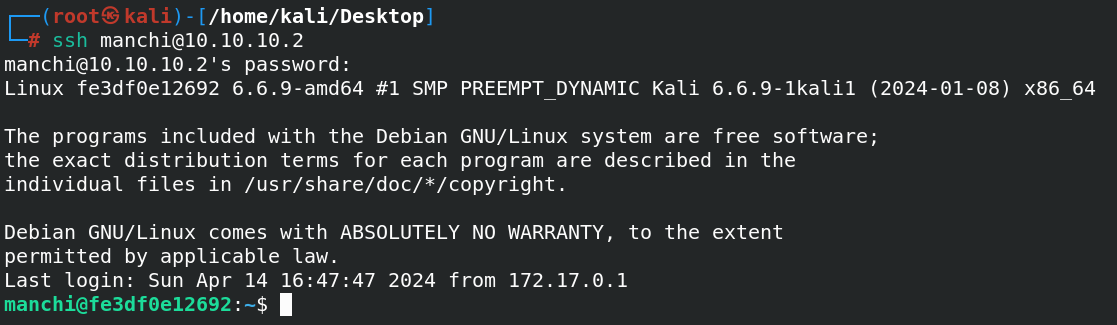 ┌──(root㉿kali)-[/home/kali/Desktop]
└─# ssh manchi@10.10.10.2
manchi@10.10.10.2's password:
Linux fe3df0e12692 6.6.9-amd64 #1 SMP PREEMPT_DYNAMIC Kali 6.6.9-1kali1 (2024-01-08) x86_64
The programs included with the Debian GNU/Linux system are free software;
the exact distribution terms for each program are described in the
individual files in /usr/share/doc/*/copyright.
Debian GNU/Linux comes with ABSOLUTELY NO WARRANTY, to the extent
permitted by applicable law.
Last login: Sun Apr 14 16:47:47 2024 from 172.17.0.1
manchi@fe3df0e12692:~$